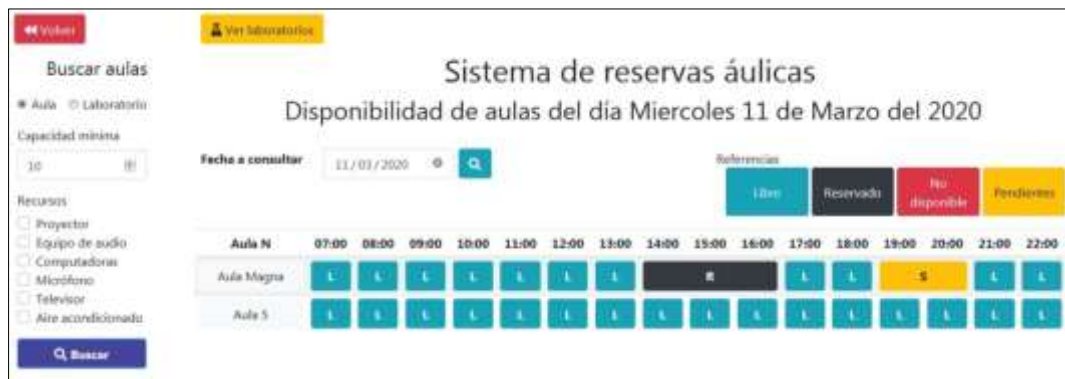 Volver
Ver laboratorios
Buscar aulas
Aula Laboratorio
Capacidad mínima
10
Recursos
Proyector
Equipo de audio
Computadoras
Micrófono
Televisor
Aire acondicionado
Buscar
Sistema de reservas áulicas
Disponibilidad de aulas del día Miercoles 11 de Marzo del 2020
Fecha a consultar 11/03/2020
Referencias
Libre Reservado No disponible Pendientes
Aula N 07:00 08:00 09:00 10:00 11:00 12:00 13:00 14:00 15:00 16:00 17:00 18:00 19:00 20:00 21:00 22:00
Aula Magna L L L L L L L R L L S L L
Aula 5 L L L L L L L L L L L L L L L L